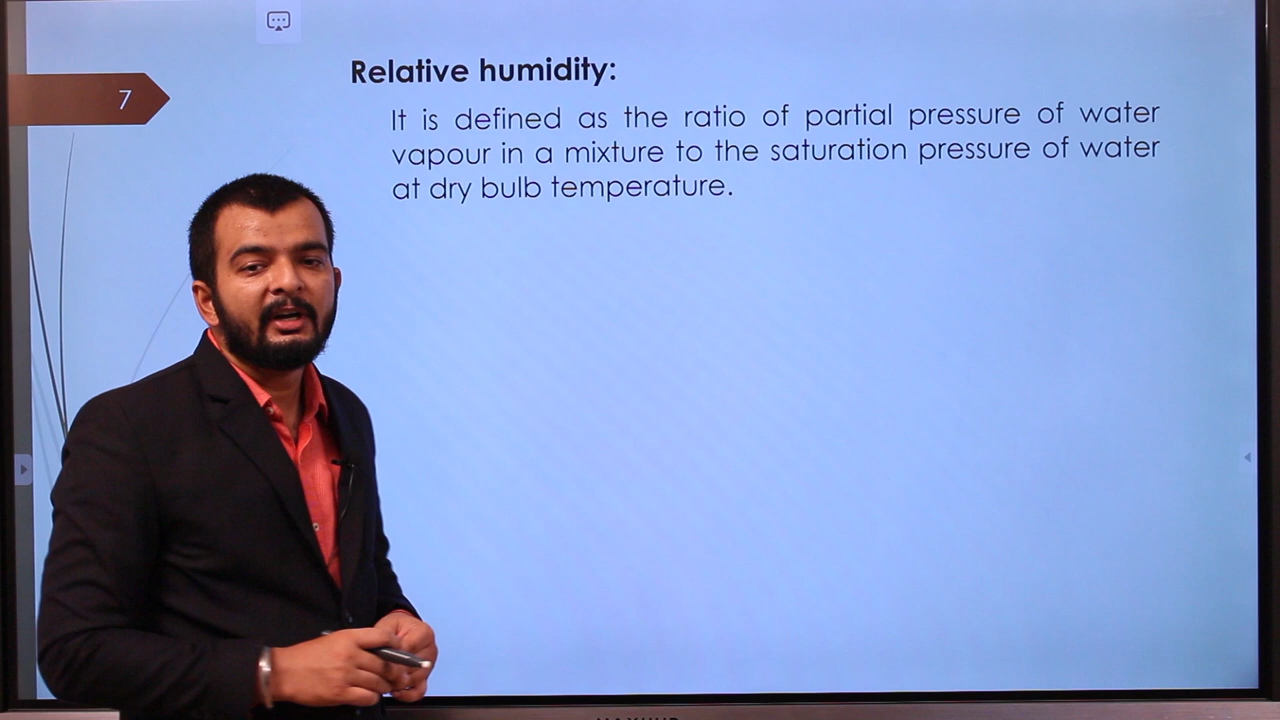 7
Relative humidity:
It is defined as the ratio of partial pressure of water
vapour in a mixture to the saturation pressure of water
at dry bulb temperature.